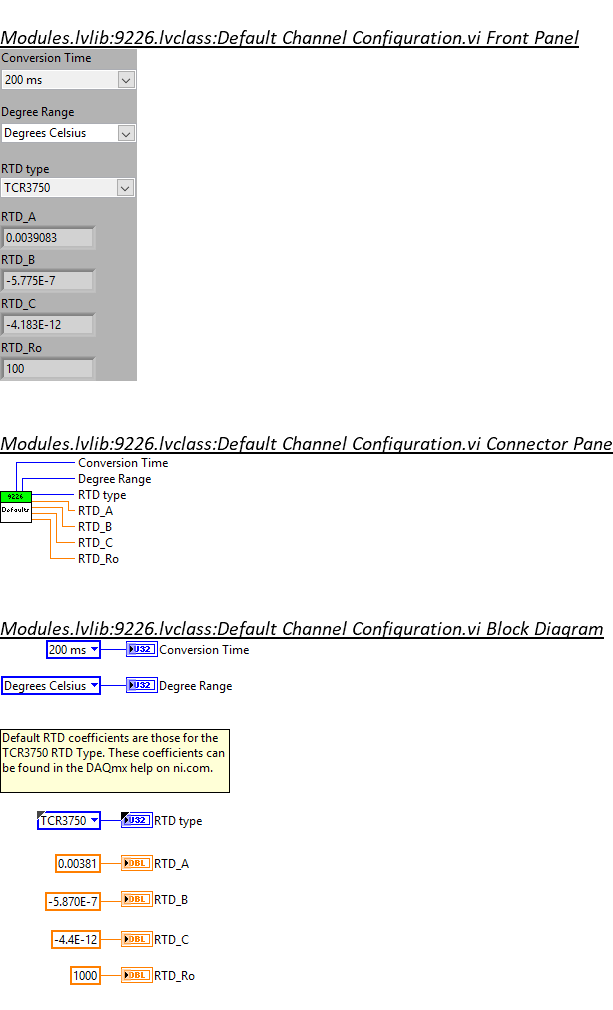 Modules.lvlib:9226.lvclass:Default Channel Configuration.vi Front Panel
Conversion Time
200 ms
Degree Range
Degrees Celsius
RTD type
TCR3750
RTD_A
0.0039083
RTD_B
-5.775E-7
RTD_C
-4.183E-12
RTD_Ro
100
Modules.lvlib:9226.lvclass:Default Channel Configuration.vi Connector Pane
Conversion Time
Degree Range
9226
RTD type
Defaults
RTD_A
RTD_B
RTD_C
RTD_Ro
Modules.lvlib:9226.lvclass:Default Channel Configuration.vi Block Diagram
200 ms U32 Conversion Time
Degrees Celsius U32 Degree Range
Default RTD coefficients are those for the
TCR3750 RTD Type. These coefficients can
be found in the DAQmx help on ni.com.
TCR3750 U32 RTD type
0.00381 DBL RTD_A
-5.870E-7 DBL RTD_B
-4.4E-12 DBL RTD_C
1000 DBL RTD_Ro